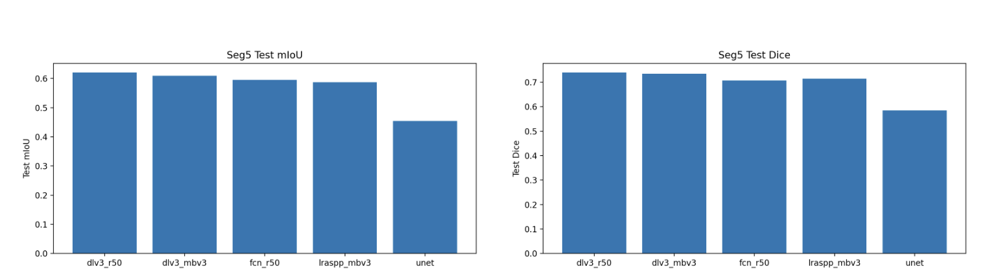 Seg5 Test mIoU
Test mIoU
0.6
0.5
0.4
0.3
0.2
0.1
0.0
dlv3_r50 dlv3_mbv3 fcn_r50 lraspp_mbv3 unet
Seg5 Test Dice
Test Dice
0.7
0.6
0.5
0.4
0.3
0.2
0.1
0.0
dlv3_r50 dlv3_mbv3 fcn_r50 lraspp_mbv3 unet